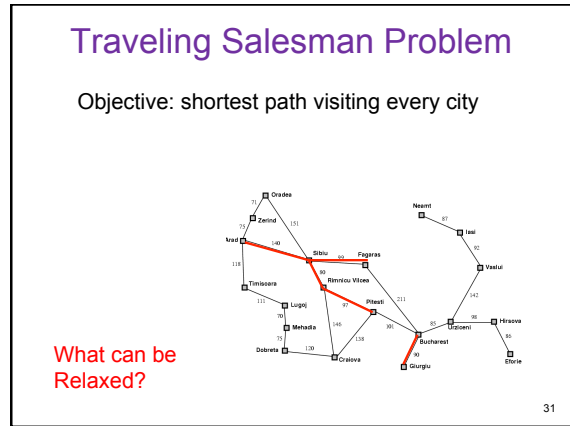 Traveling Salesman Problem
Objective: shortest path visiting every city
Oradea
71
Zerind
151
75
Arad
140
Sibiu
99
Fagaras
118
80
Rimnicu Vilcea
Timisoara
111
Lugoj
97
Pitesti
211
70
Mehadia
146
101
75
138
Dobreta
120
Craiova
Neamt
87
Iasi
92
Vaslui
142
98
Hirsova
85
Urziceni
86
Bucharest
90
Giurgiu
Eforie
What can be
Relaxed?
31